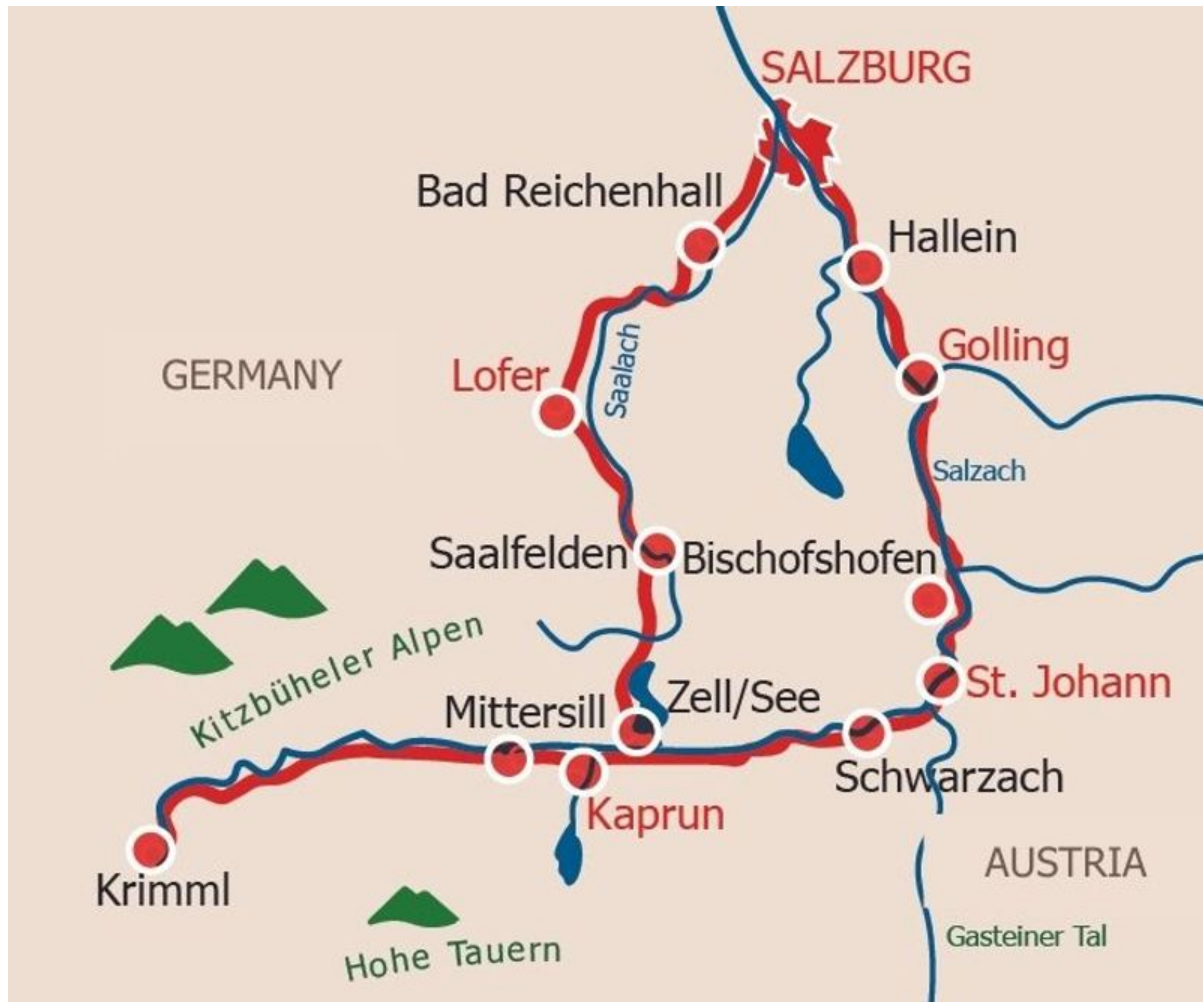 SALZBURG
Bad Reichenhall
Hallein
Golling
GERMANY
Lofer
Saalach
Salzach
Saalfelden
Bischofshofen
Kitzbüheler Alpen
St. Johann
Zell/See
Mittersill
Schwarzach
Kaprun
AUSTRIA
Krimml
Gasteiner Tal
Hohe Tauern